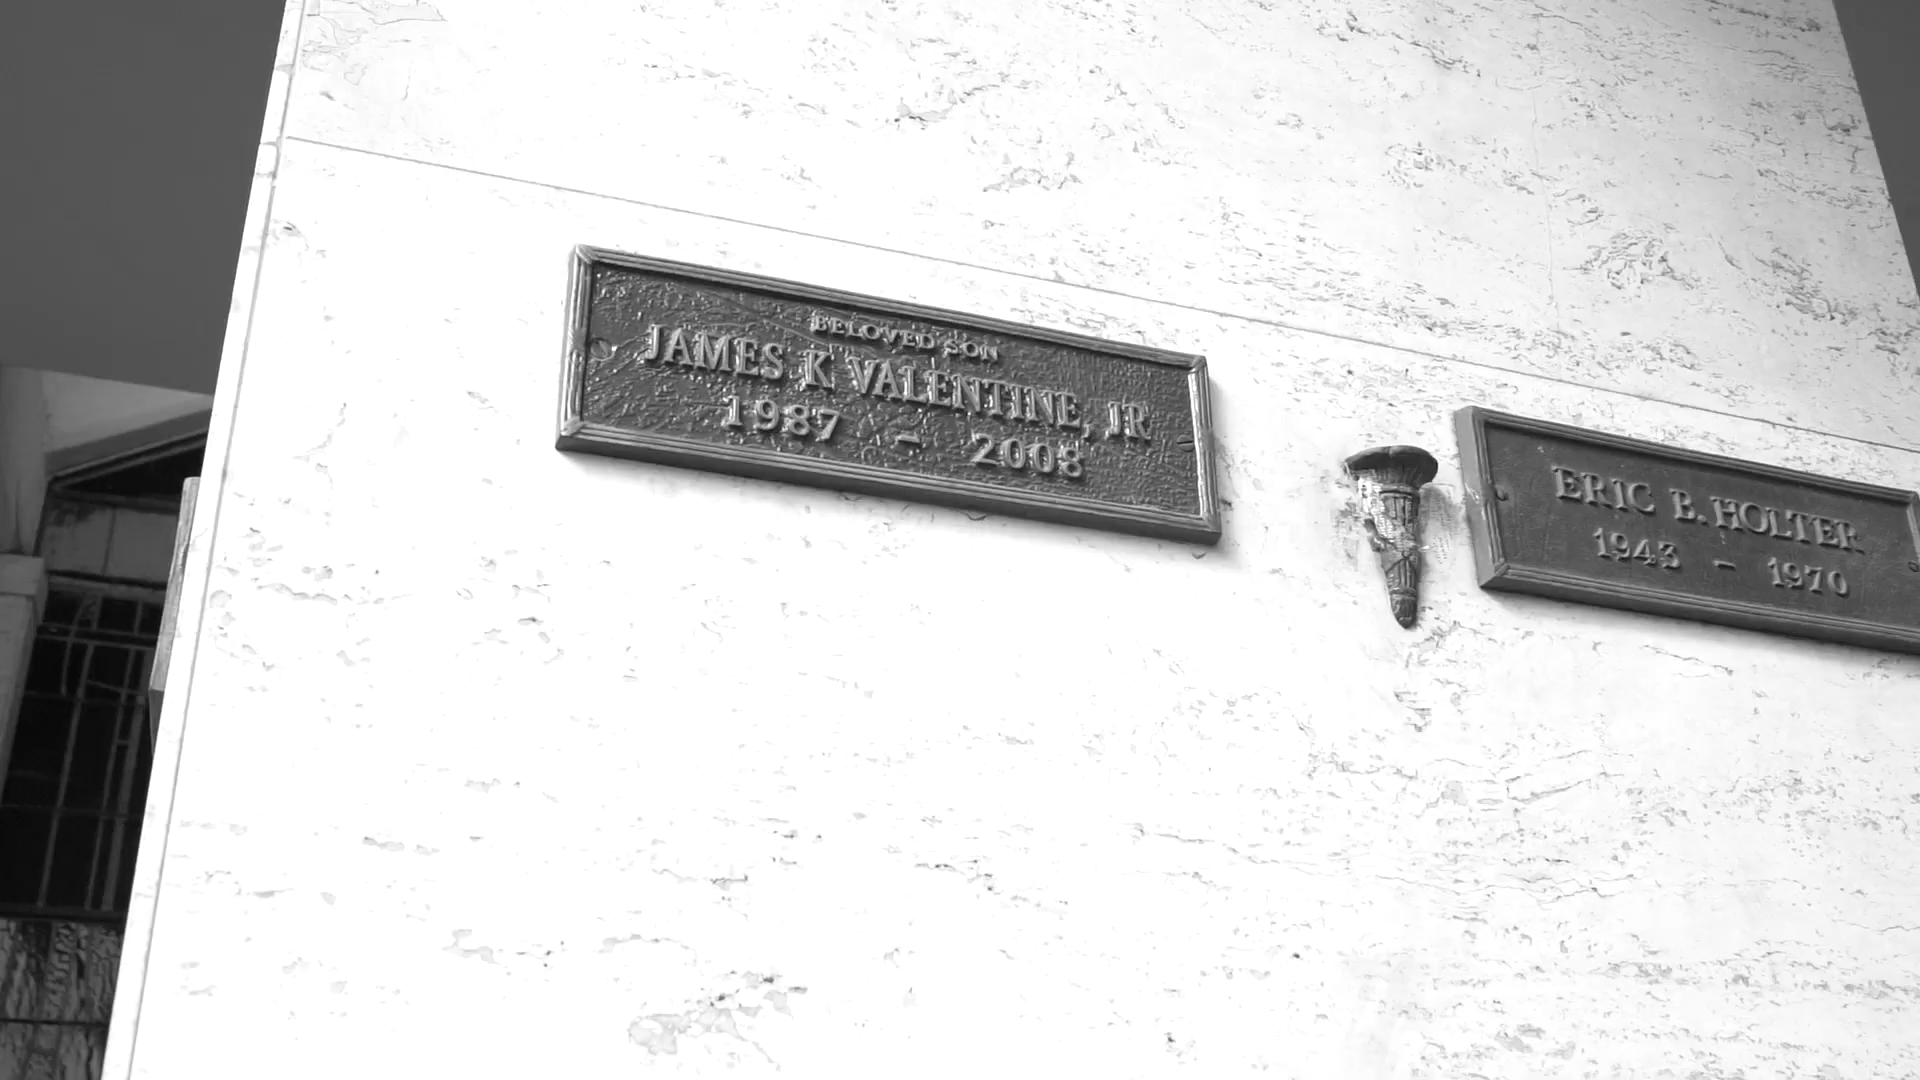 BELOVED SON
JAMES K VALENTINE, JR
1987 - 2008
ERIC B. HOLTER
1943 - 1970